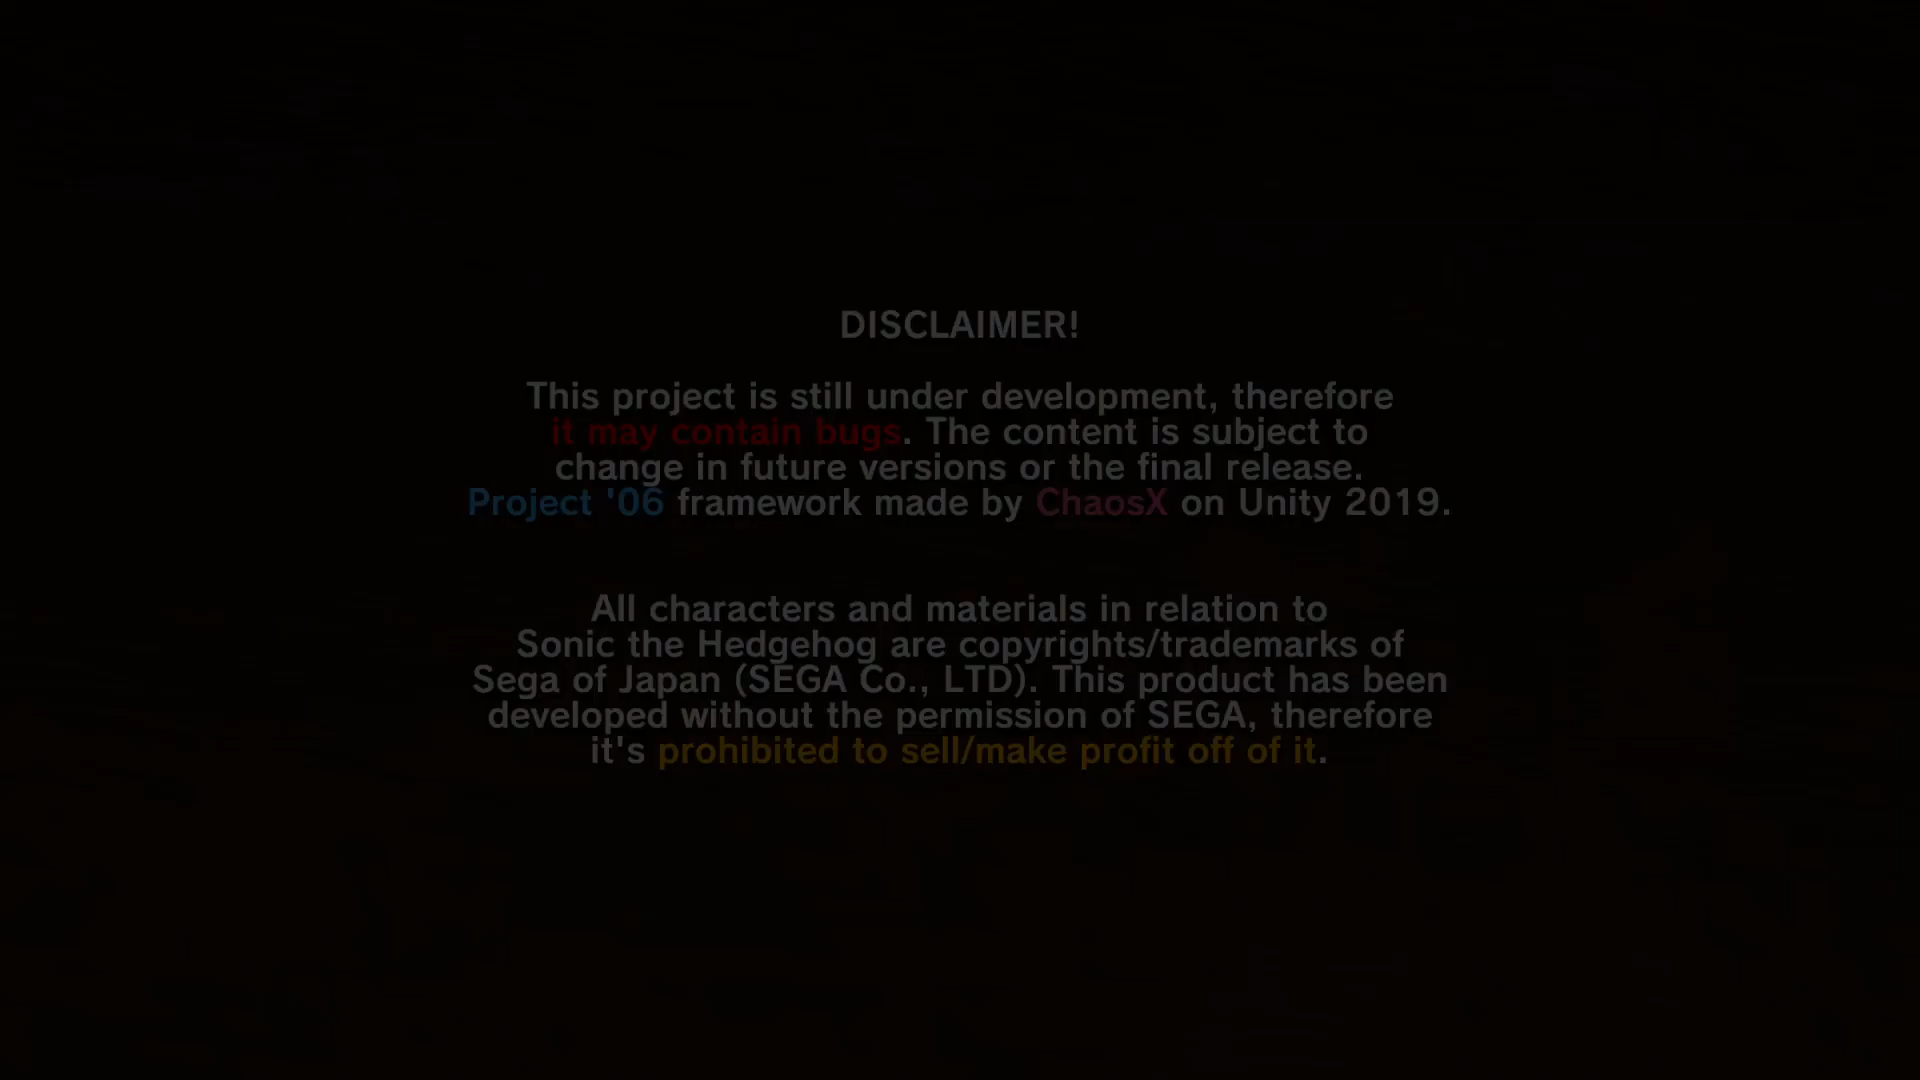 DISCLAIMER!
This project is still under development, therefore
it may contain bugs. The content is subject to
change in future versions or the final release.
Project '06 framework made by ChaosX on Unity 2019.
All characters and materials in relation to
Sonic the Hedgehog are copyrights/trademarks of
Sega of Japan (SEGA Co., LTD). This product has been
developed without the permission of SEGA, therefore
it's prohibited to sell/make profit off of it.